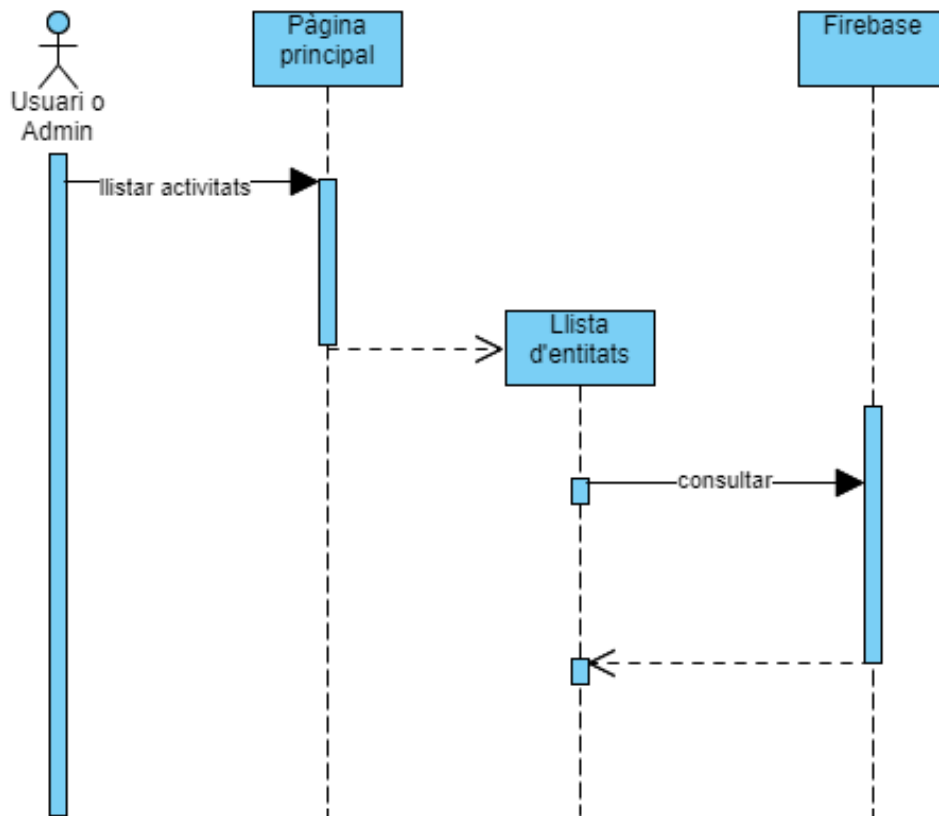 Usuari o
Admin
Pàgina
principal
Firebase
llistar activitats
Llista
d'entitats
consultar